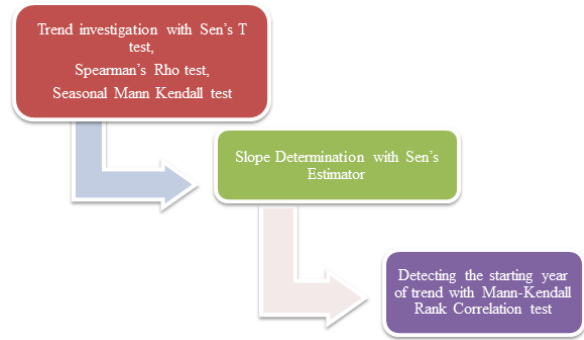 Trend investigation with Sen's T
test,
Spearman's Rho test,
Seasonal Mann Kendall test
Slope Determination with Sen's
Estimator
Detecting the starting year
of trend with Mann-Kendall
Rank Correlation test